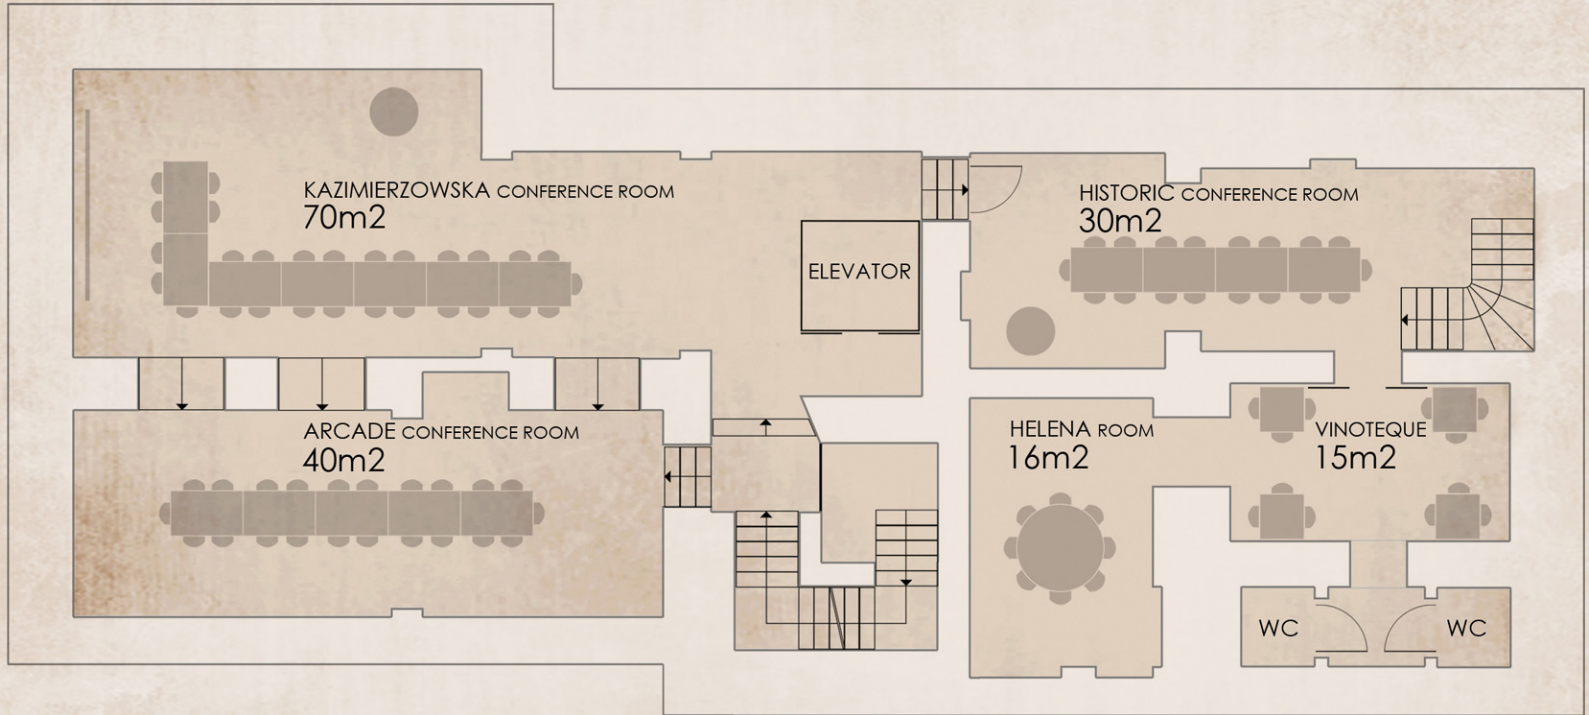 KAZIMIERZOWSKA CONFERENCE ROOM
70m2
ELEVATOR
HISTORIC CONFERENCE ROOM
30m2
ARCADE CONFERENCE ROOM
40m2
HELENA ROOM
16m2
VINOTEQUE
15m2
WC
WC